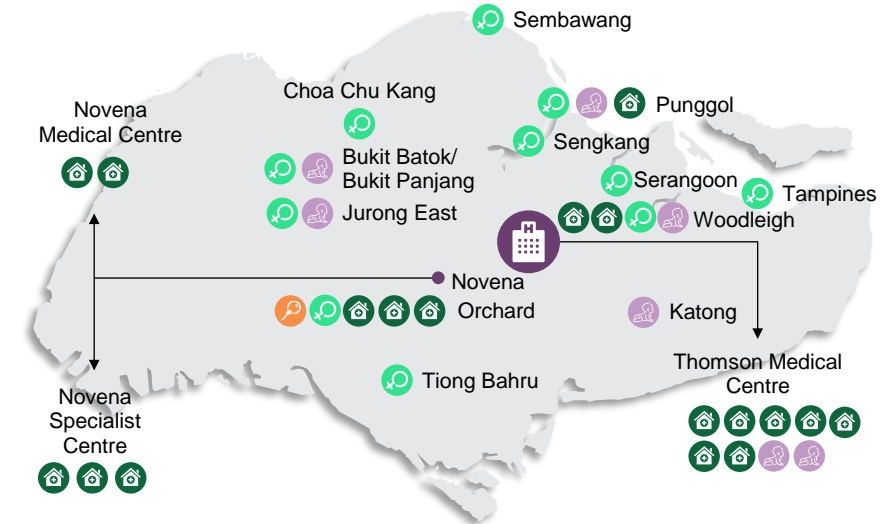 Sembawang
Choa Chu Kang
Novena
Medical Centre
Punggol
Sengkang
Bukit Batok/
Bukit Panjang
Serangoon
Tampines
Jurong East
Woodleigh
Novena
Orchard
Katong
Thomson Medical
Centre
Tiong Bahru
Novena
Specialist
Centre
H